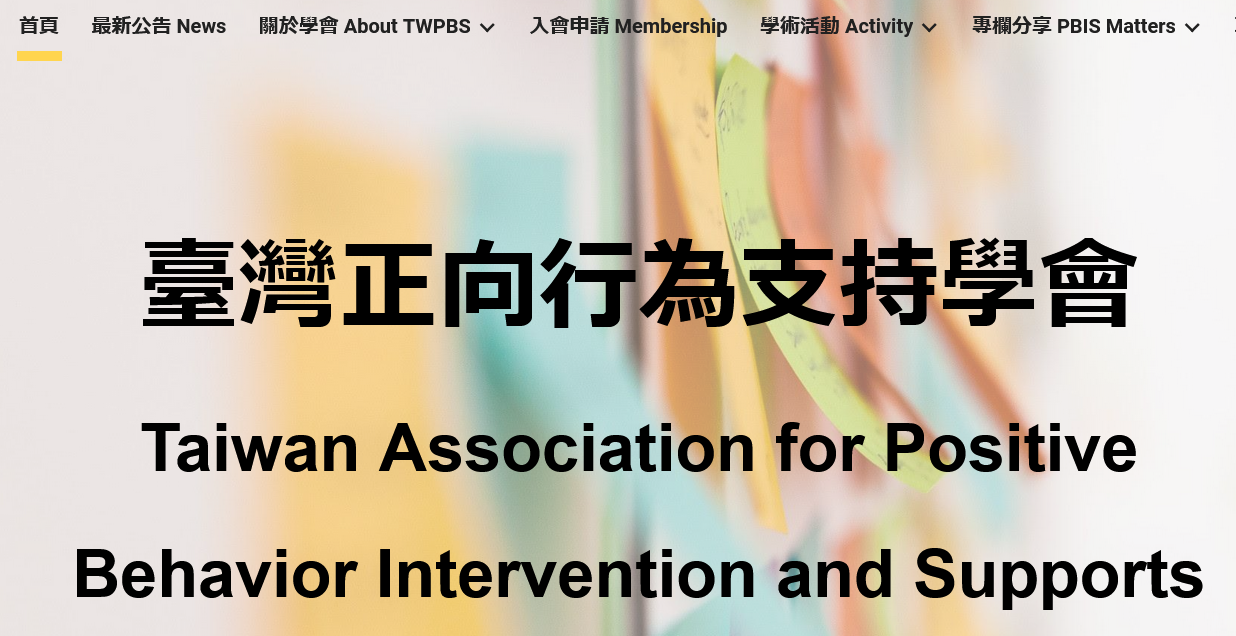 首頁 最新公告 News 關於學會 About TWPBS 入會申請 Membership 學術活動 Activity 專欄分享 PBIS Matters
臺灣正向行為支持學會
Taiwan Association for Positive
Behavior Intervention and Supports